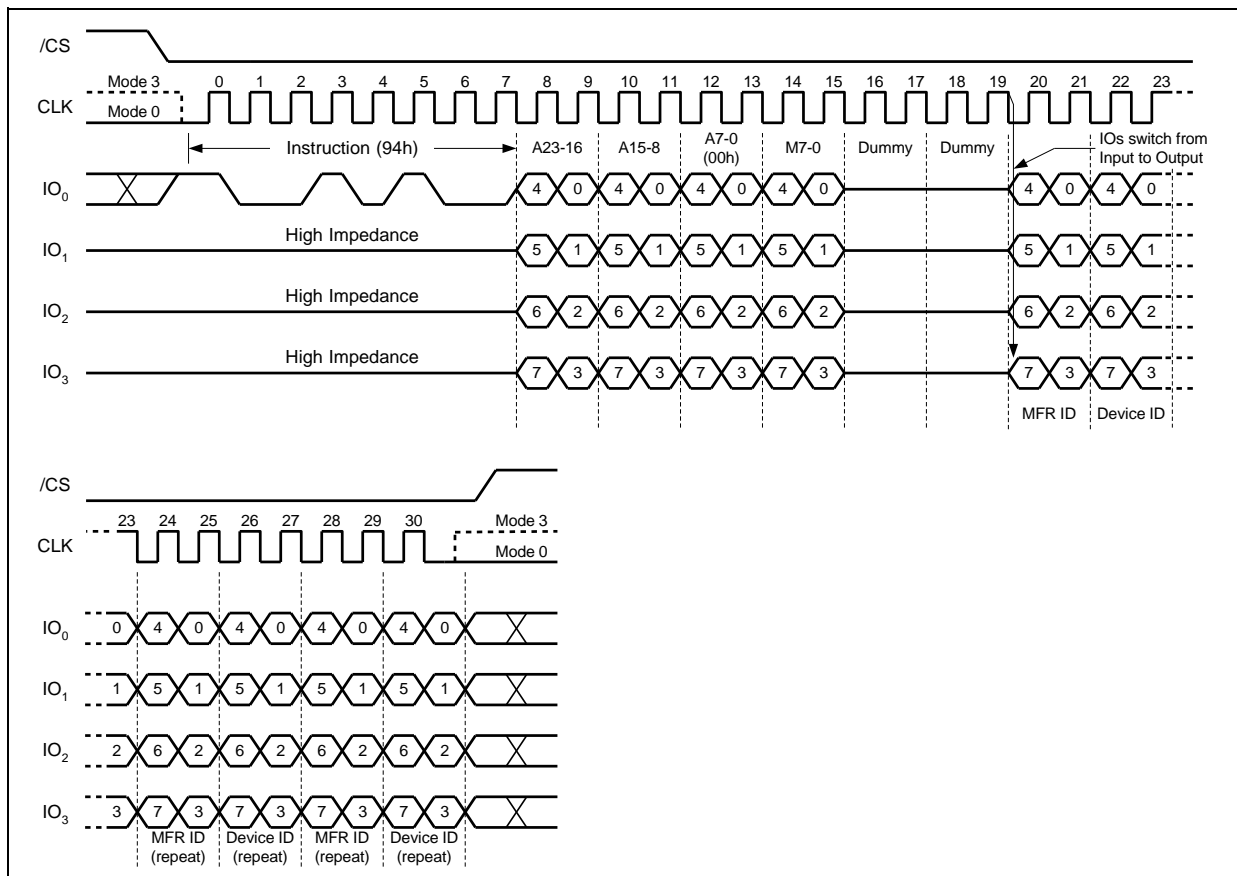 /CS
Mode 3 0 1 2 3 4 5 6 7 8 9 10 11 12 13 14 15 16 17 18 19 20 21 22 23
CLK
Mode 0
Instruction (94h) A23-16 A15-8 A7-0 (00h) M7-0 Dummy Dummy IOs switch from Input to Output
IO0 4 0 4 0 4 0 4 0 4 0 4 0
High Impedance
IO1 5 1 5 1 5 1 5 1 5 1 5 1
High Impedance
IO2 6 2 6 2 6 2 6 2 6 2 6 2
High Impedance
IO3 7 3 7 3 7 3 7 3 7 3 7 3
MFR ID Device ID
/CS
23 24 25 26 27 28 29 30 Mode 3
CLK
Mode 0
IO0 0 4 0 4 0 4 0 4 0
IO1 1 5 1 5 1 5 1 5 1
IO2 2 6 2 6 2 6 2 6 2
IO3 3 7 3 7 3 7 3 7 3
MFR ID Device ID MFR ID Device ID
(repeat) (repeat) (repeat) (repeat)